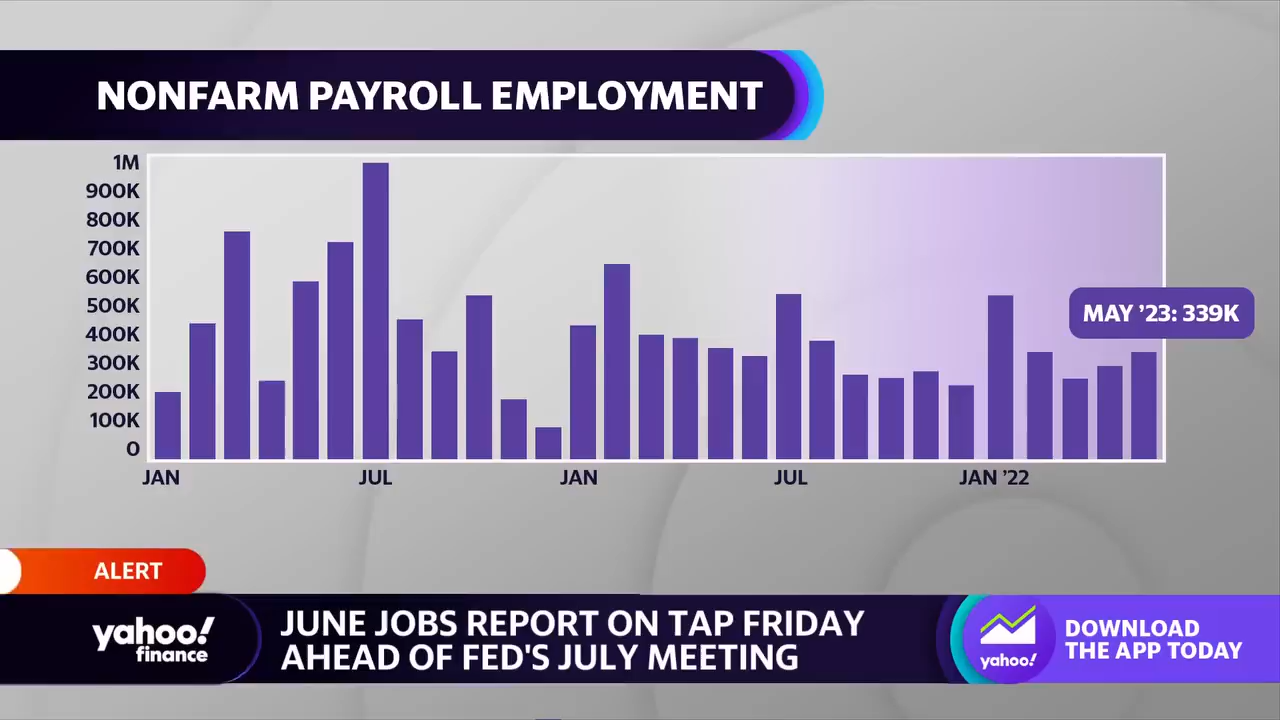 NONFARM PAYROLL EMPLOYMENT
1M
900K
800K
700K
600K
500K
400K
300K
200K
100K
0
MAY ’23: 339K
JAN
JUL
JAN
JUL
JAN ’22
ALERT
yahoo!
finance
JUNE JOBS REPORT ON TAP FRIDAY
AHEAD OF FED'S JULY MEETING
yahoo!
DOWNLOAD
THE APP TODAY